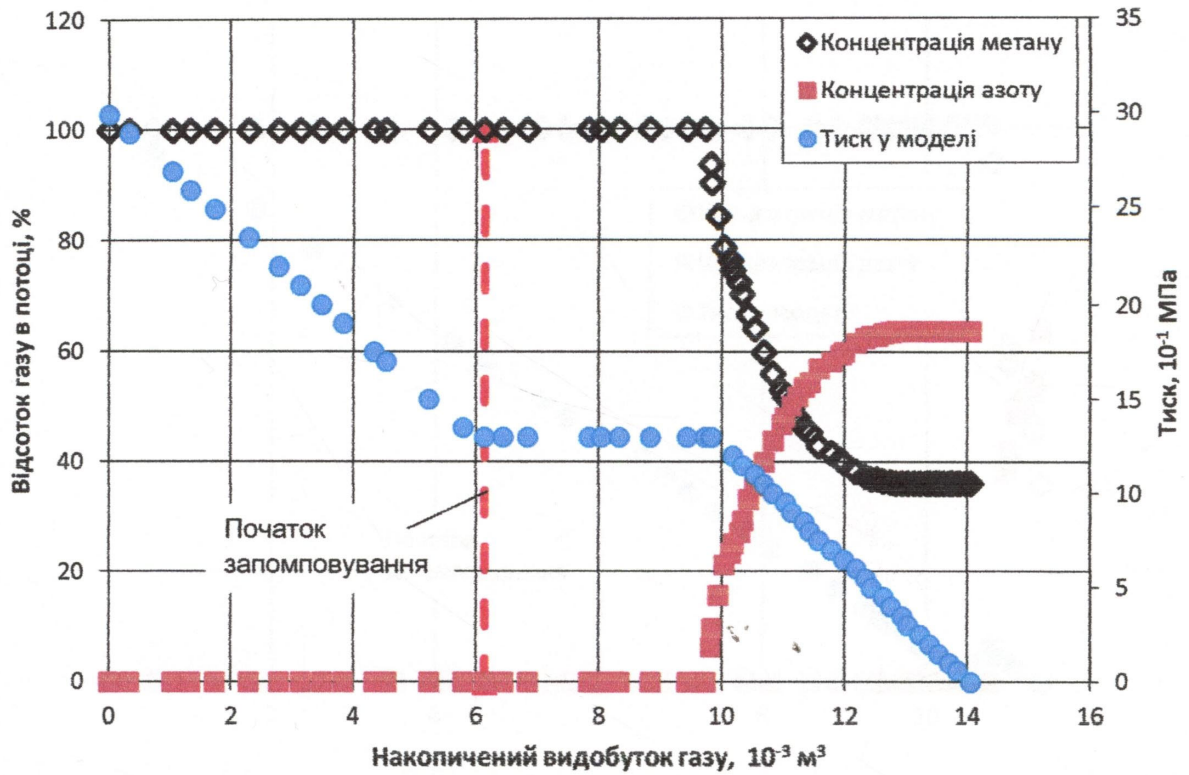 120
100
80
60
40
20
0
Відсоток газу в потоці, %
35
30
25
20
15
10
5
0
Тиск, 10⁻¹ МПа
Концентрація метану
Концентрація азоту
Тиск у моделі
Початок
запомповування
0 2 4 6 8 10 12 14 16
Накопичений видобуток газу, 10⁻³ м³